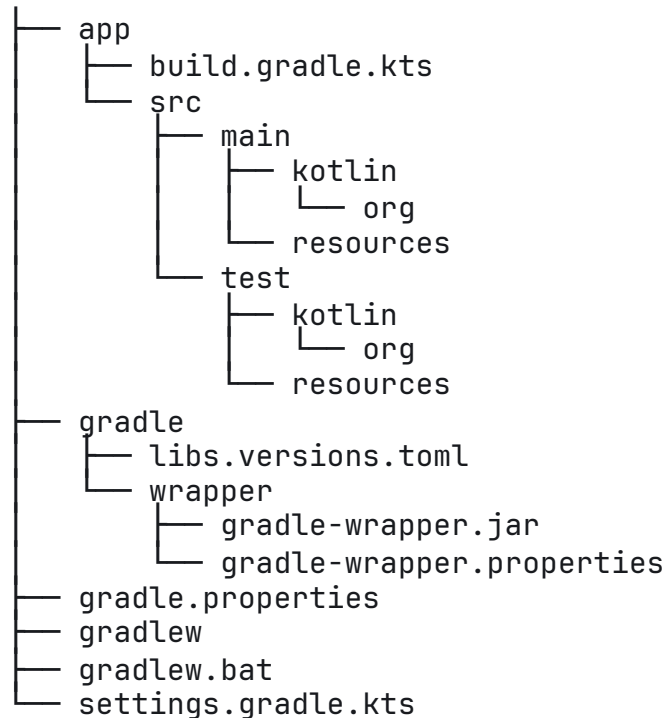 app
build.gradle.kts
src
main
kotlin
org
resources
test
kotlin
org
resources
gradle
libs.versions.toml
wrapper
gradle-wrapper.jar
gradle-wrapper.properties
gradle.properties
gradlew
gradlew.bat
settings.gradle.kts